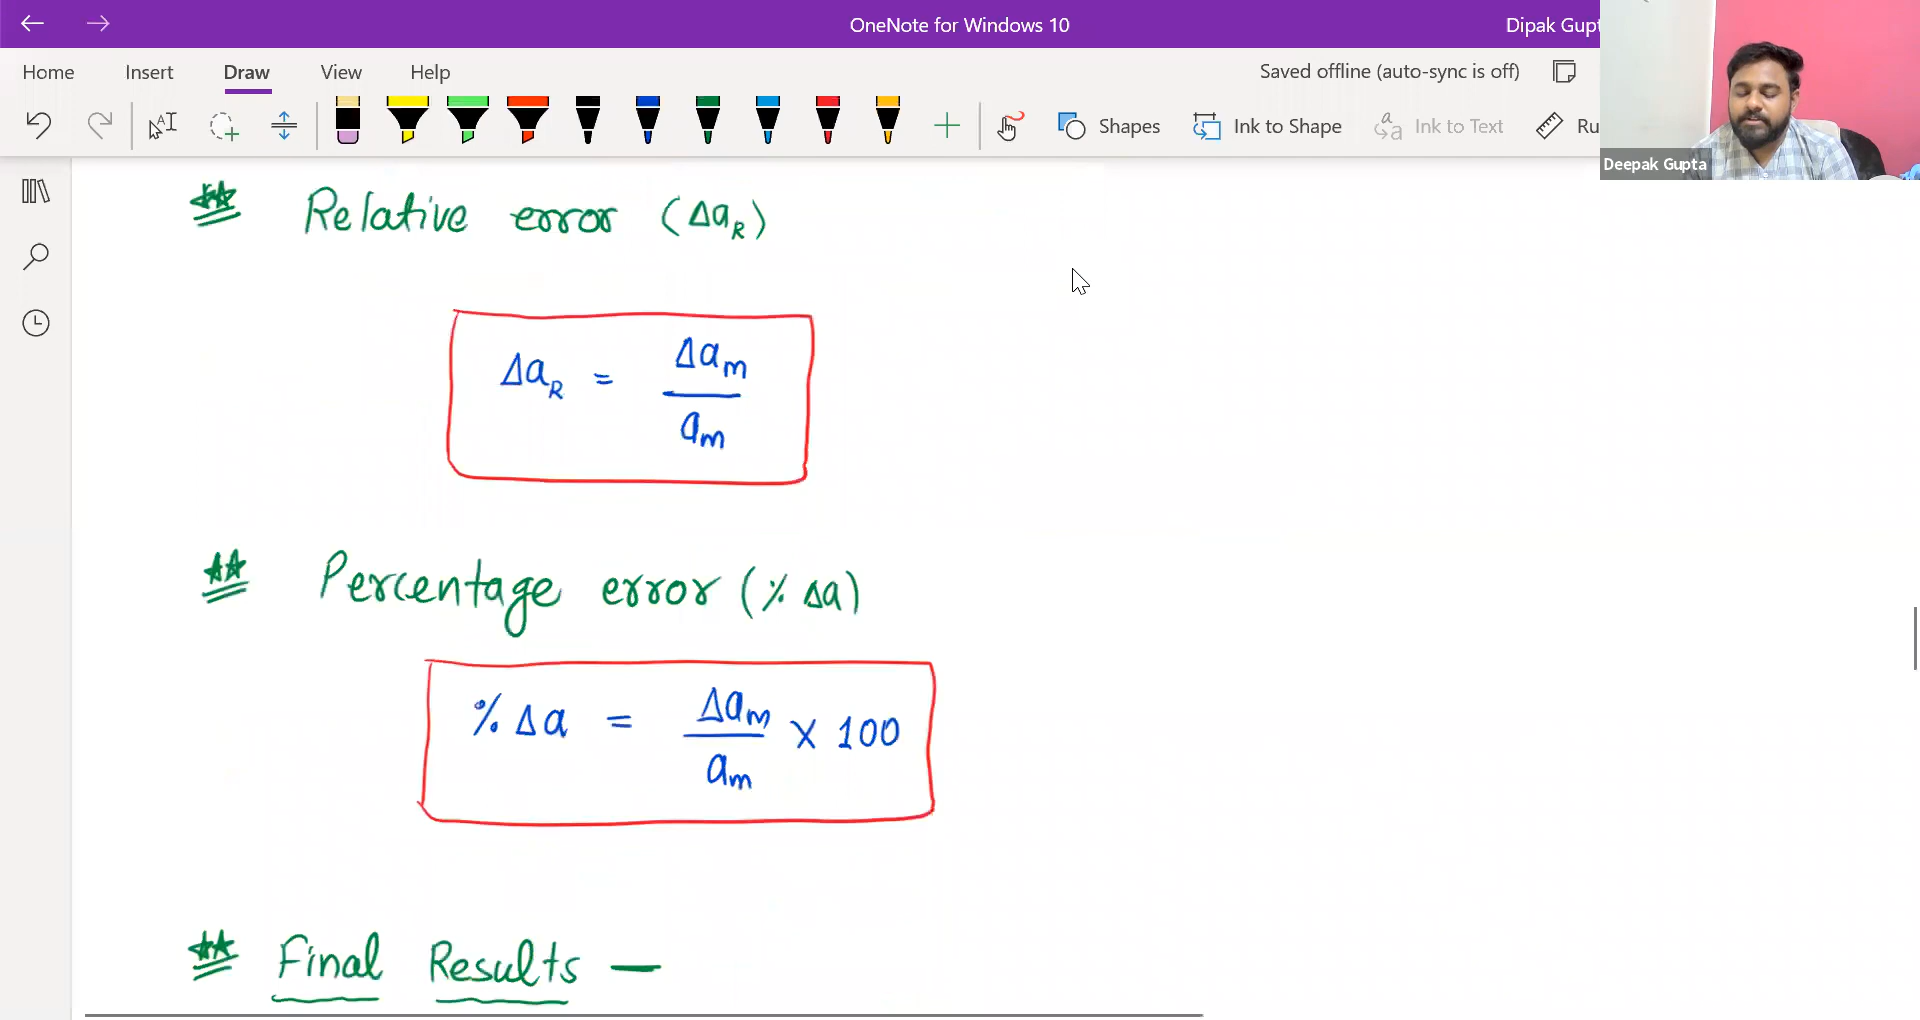 OneNote for Windows 10
Dipak Gupt
Home Insert Draw View Help
Saved offline (auto-sync is off)
Shapes Ink to Shape Ink to Text Ru
Deepak Gupta
** Relative error (Δa_R)
Δa_R = Δa_m / a_m
** Percentage error (% Δa)
% Δa = Δa_m / a_m × 100
** Final Results —